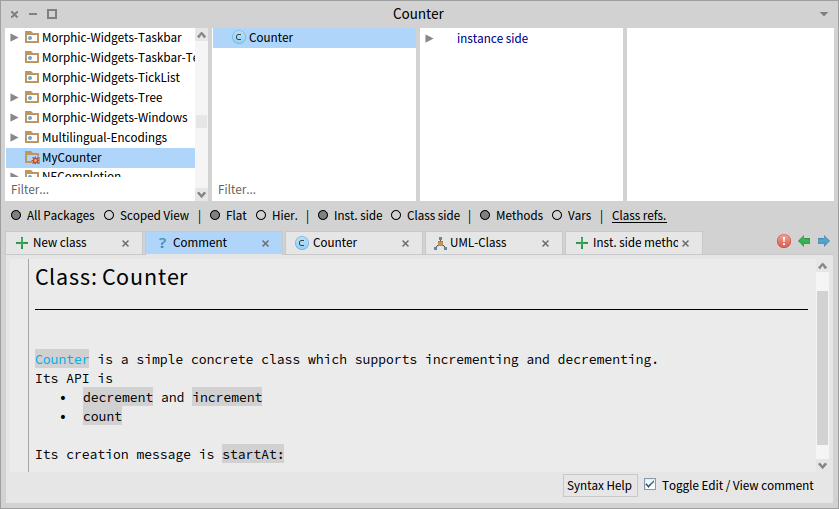 Counter
Morphic-Widgets-Taskbar
Morphic-Widgets-Taskbar-Te
Morphic-Widgets-TickList
Morphic-Widgets-Tree
Morphic-Widgets-Windows
Multilingual-Encodings
MyCounter
NECompletion
Filter...
Counter
Filter...
instance side
All Packages Scoped View | Flat Hier. | Inst. side Class side | Methods Vars | Class refs.
New class Comment Counter UML-Class Inst. side methc
Class: Counter
Counter is a simple concrete class which supports incrementing and decrementing.
Its API is
• decrement and increment
• count
Its creation message is startAt:
Syntax Help Toggle Edit / View comment